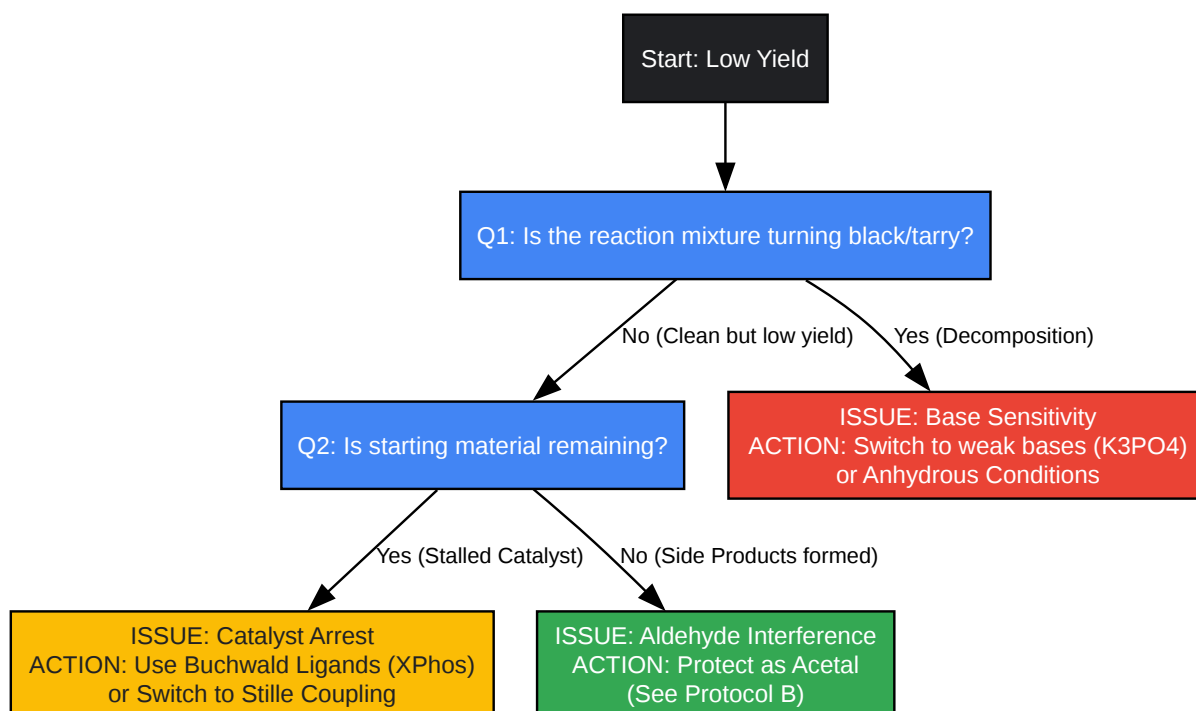 Start: Low Yield
Q1: Is the reaction mixture turning black/tarry?
No (Clean but low yield)
Yes (Decomposition)
Q2: Is starting material remaining?
ISSUE: Base Sensitivity
ACTION: Switch to weak bases (K3PO4)
or Anhydrous Conditions
Yes (Stalled Catalyst)
No (Side Products formed)
ISSUE: Catalyst Arrest
ACTION: Use Buchwald Ligands (XPhos)
or Switch to Stille Coupling
ISSUE: Aldehyde Interference
ACTION: Protect as Acetal
(See Protocol B)